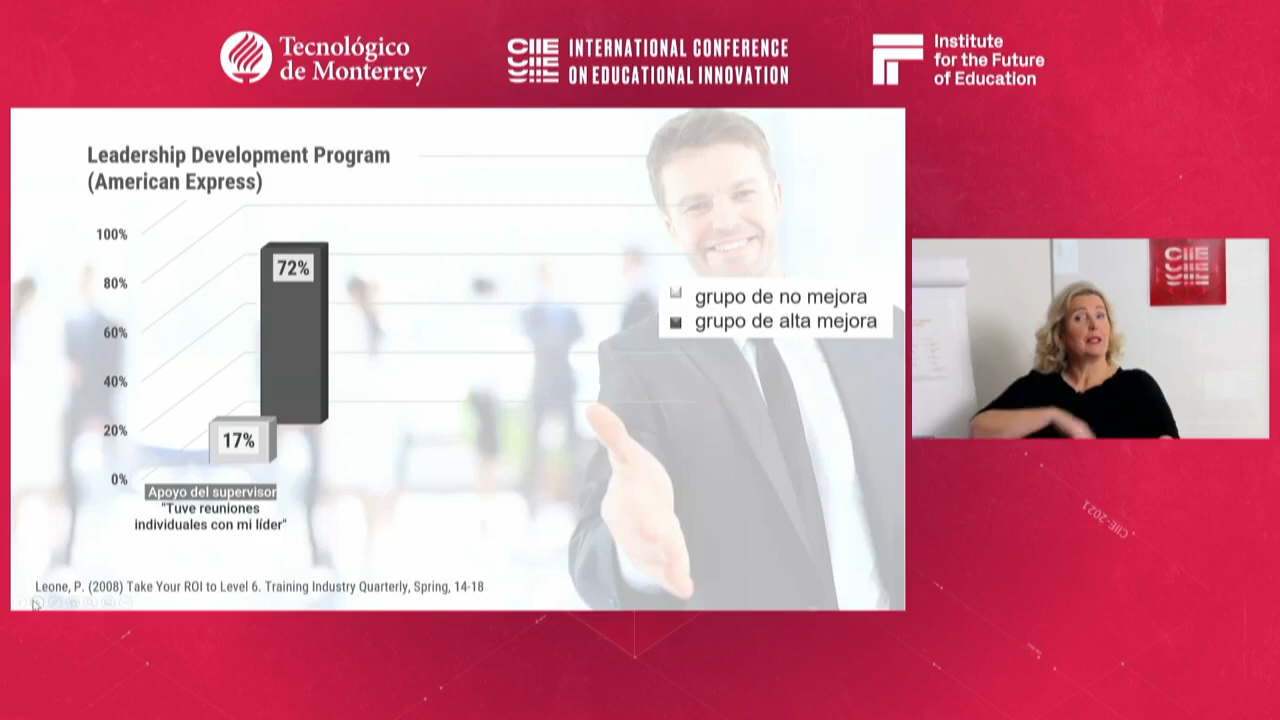 Tecnológico
de Monterrey
CIIE
INTERNATIONAL CONFERENCE
ON EDUCATIONAL INNOVATION
Institute
for the Future
of Education
Leadership Development Program
(American Express)
100%
80%
60%
40%
20%
0%
72%
17%
grupo de no mejora
grupo de alta mejora
Apoyo del supervisor
"Tuve reuniones
individuales con mi líder"
Leone, P. (2008) Take Your ROI to Level 6. Training Industry Quarterly, Spring, 14-18
CIIE
CIIE-2021